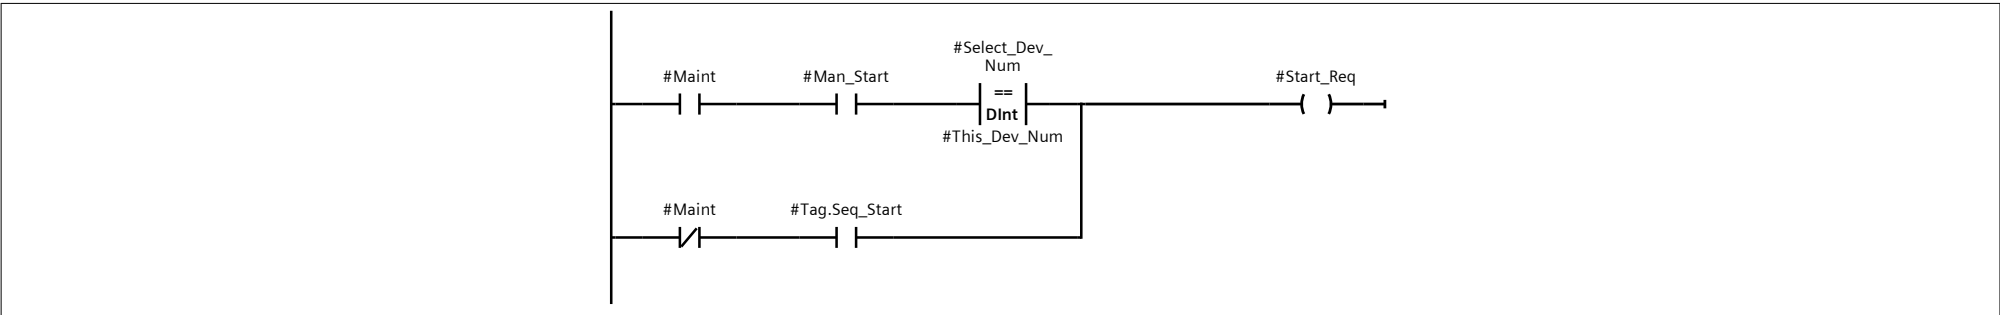 #Select_Dev_
Num
#Maint
#Man_Start
#Start_Req
==
DInt
#This_Dev_Num
#Maint
#Tag.Seq_Start